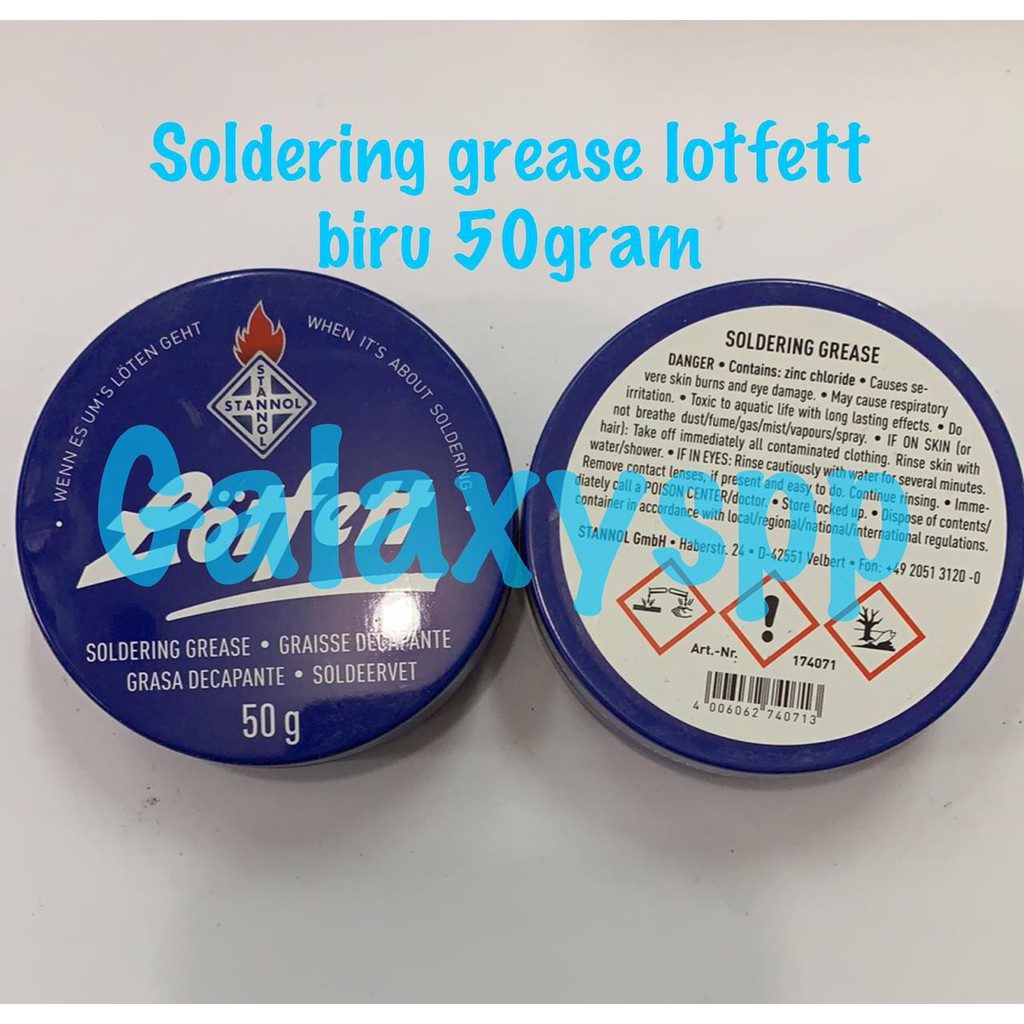 Soldering grease lotfett
biru 50gram
WENN ES UM'S LÖTEN GEHT
WHEN IT'S ABOUT SOLDERING
STANNOL
STANNOL
Lötfett
SOLDERING GREASE • GRAISSE DECAPANTE
GRASA DECAPANTE • SOLDEERVET
50 g
Galaxyspp
SOLDERING GREASE
DANGER • Contains: zinc chloride • Causes se-
vere skin burns and eye damage. • May cause respiratory
irritation. • Toxic to aquatic life with long lasting effects. • Do
not breathe dust/fume/gas/mist/vapours/spray. • IF ON SKIN (or
hair): Take off immediately all contaminated clothing. Rinse skin with
water/shower. • IF IN EYES: Rinse cautiously with water for several minutes.
Remove contact lenses, if present and easy to do. Continue rinsing. • Imme-
diately call a POISON CENTER/doctor. • Store locked up. • Dispose of contents/
container in accordance with local/regional/national/international regulations.
STANNOL GmbH • Haberstr. 24 • D-42551 Velbert • Fon: +49 2051 3120 -0
Art.-Nr. 174071
4 006062 740713